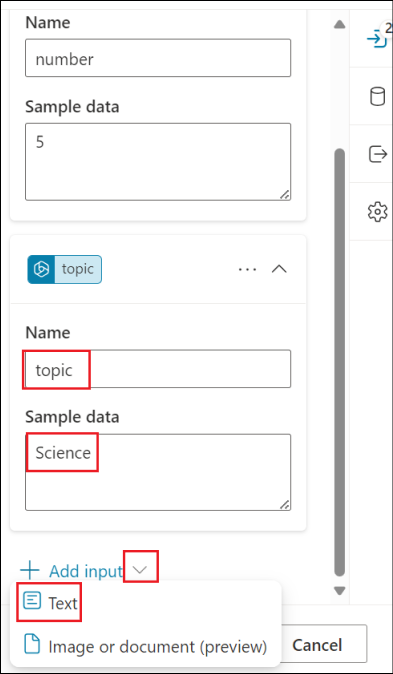 Name
2
number
Sample data
5
topic
Name
topic
Sample data
Science
Add input
Text
Image or document (preview)
Cancel